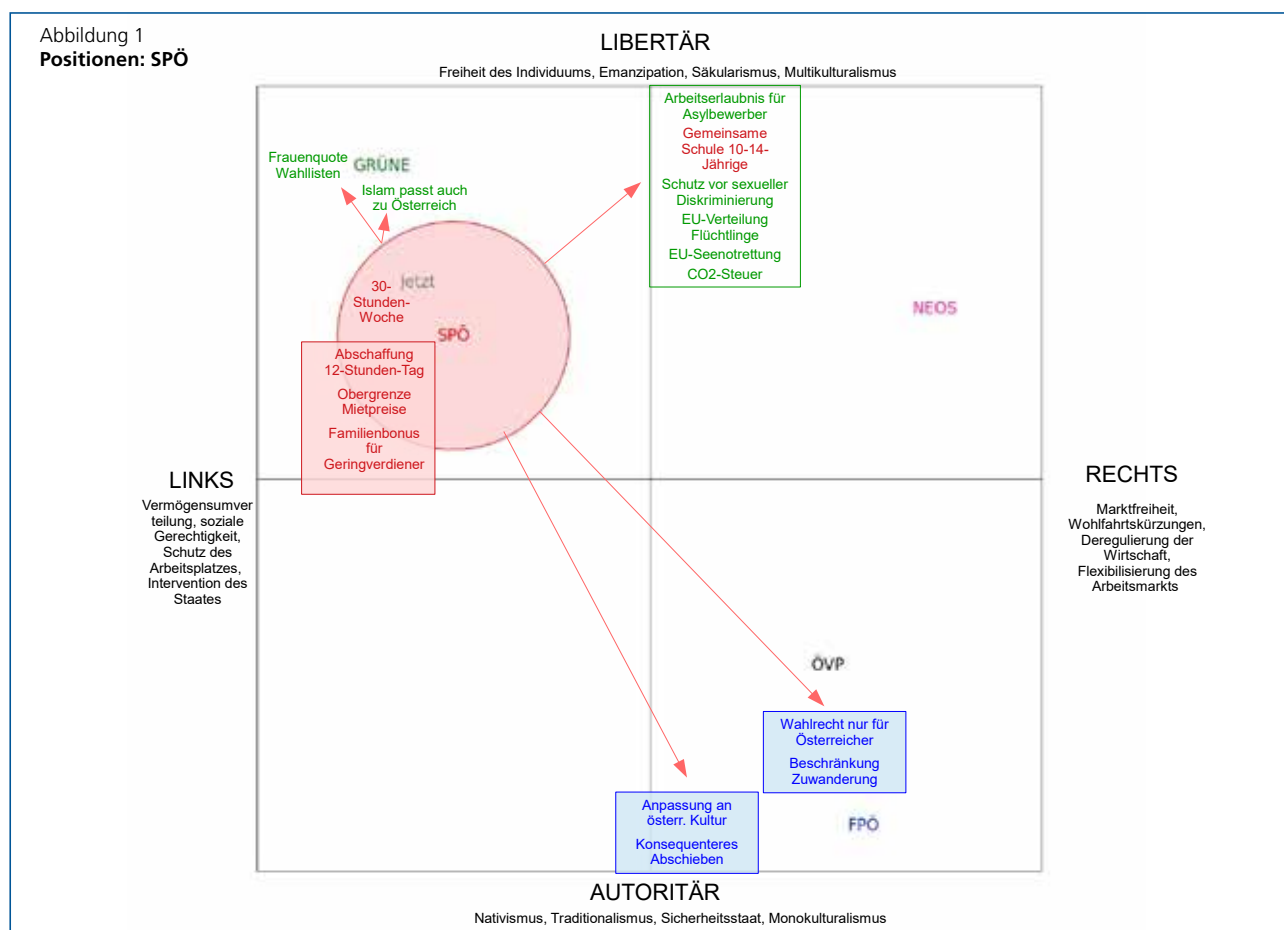 Abbildung 1
Positionen: SPÖ
LIBERTÄR
Freiheit des Individuums, Emanzipation, Säkularismus, Multikulturalismus
Arbeitserlaubnis für
Asylbewerber
Gemeinsame
Schule 10-14-
Jährige
Schutz vor sexueller
Diskriminierung
EU-Verteilung
Flüchtlinge
EU-Seenotrettung
CO2-Steuer
Frauenquote
Wahllisten
GRÜNE
Islam passt auch
zu Österreich
Jetzt
30-
Stunden-
Woche
SPÖ
NEOS
Abschaffung
12-Stunden-Tag
Obergrenze
Mietpreise
Familienbonus
für
Geringverdiener
LINKS
Vermögensumver
teilung, soziale
Gerechtigkeit,
Schutz des
Arbeitsplatzes,
Intervention des
Staates
RECHTS
Marktfreiheit,
Wohlfahrtskürzungen,
Deregulierung der
Wirtschaft,
Flexibilisierung des
Arbeitsmarkts
ÖVP
Wahlrecht nur für
Österreicher
Beschränkung
Zuwanderung
Anpassung an
österr. Kultur
Konsequenteres
Abschieben
FPÖ
AUTORITÄR
Nativismus, Traditionalismus, Sicherheitsstaat, Monokulturalismus